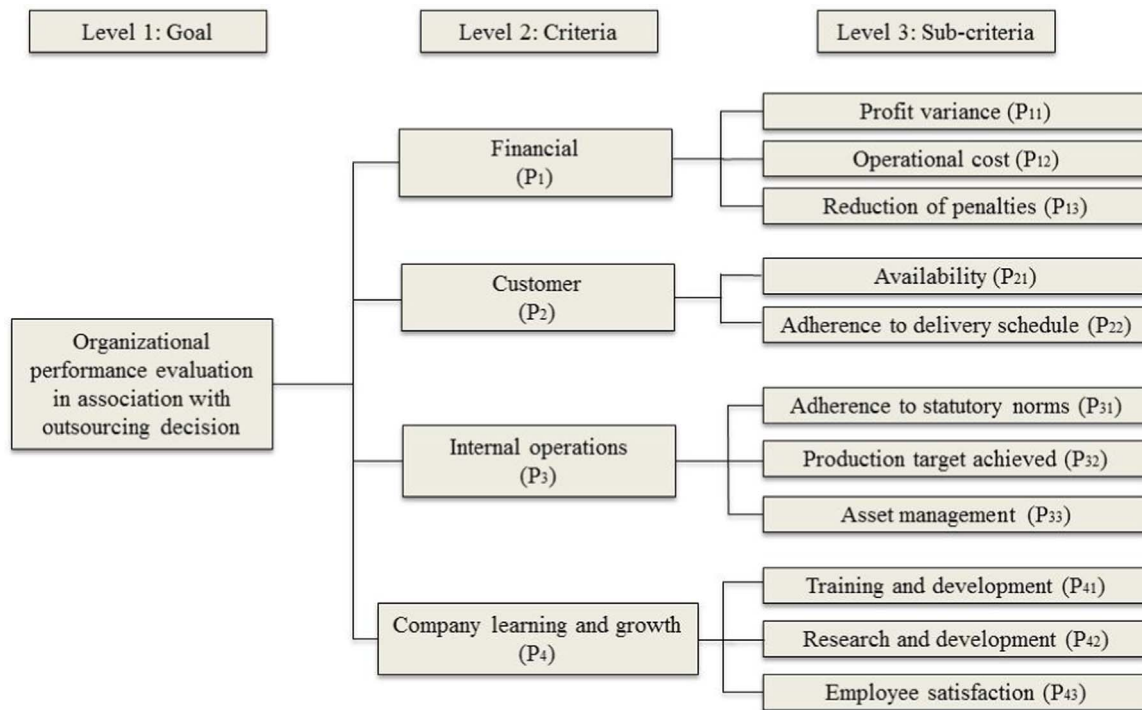 Level 1: Goal
Level 2: Criteria
Level 3: Sub-criteria
Organizational
performance evaluation
in association with
outsourcing decision
Financial
(P₁)
Profit variance (P₁₁)
Operational cost (P₁₂)
Reduction of penalties (P₁₃)
Customer
(P₂)
Availability (P₂₁)
Adherence to delivery schedule (P₂₂)
Internal operations
(P₃)
Adherence to statutory norms (P₃₁)
Production target achieved (P₃₂)
Asset management (P₃₃)
Company learning and growth
(P₄)
Training and development (P₄₁)
Research and development (P₄₂)
Employee satisfaction (P₄₃)